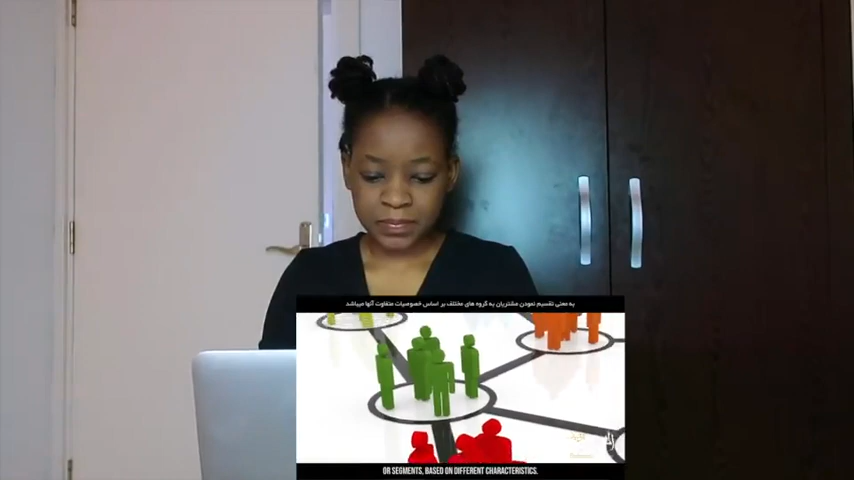 به معنی تقسیم نمودن مشتریان به گروه های مختلف بر اساس خصوصیات متفاوت آنها میباشد
OR SEGMENTS, BASED ON DIFFERENT CHARACTERISTICS.